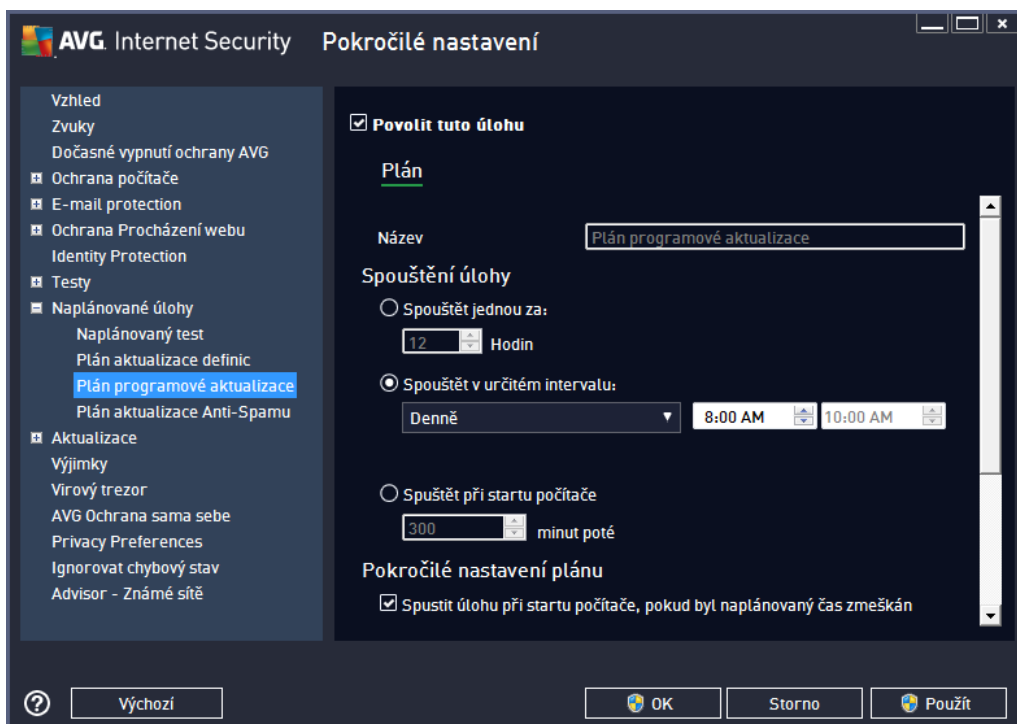 AVG. Internet Security Pokročilé nastavení
Vzhled
Zvuky
Dočasné vypnutí ochrany AVG
Ochrana počítače
E-mail protection
Ochrana Procházení webu
Identity Protection
Testy
Naplánované úlohy
Naplánovaný test
Plán aktualizace definic
Plán programové aktualizace
Plán aktualizace Anti-Spamu
Aktualizace
Výjimky
Virový trezor
AVG Ochrana sama sebe
Privacy Preferences
Ignorovat chybový stav
Advisor - Známé sítě
Povolit tuto úlohu
Plán
Název Plán programové aktualizace
Spouštění úlohy
Spouštět jednou za:
12 Hodin
Spouštět v určitém intervalu:
Denně 8:00 AM 10:00 AM
Spuštět při startu počítače
300 minut poté
Pokročilé nastavení plánu
Spustit úlohu při startu počítače, pokud byl naplánovaný čas zmeškán
? Výchozí OK Storno Použít